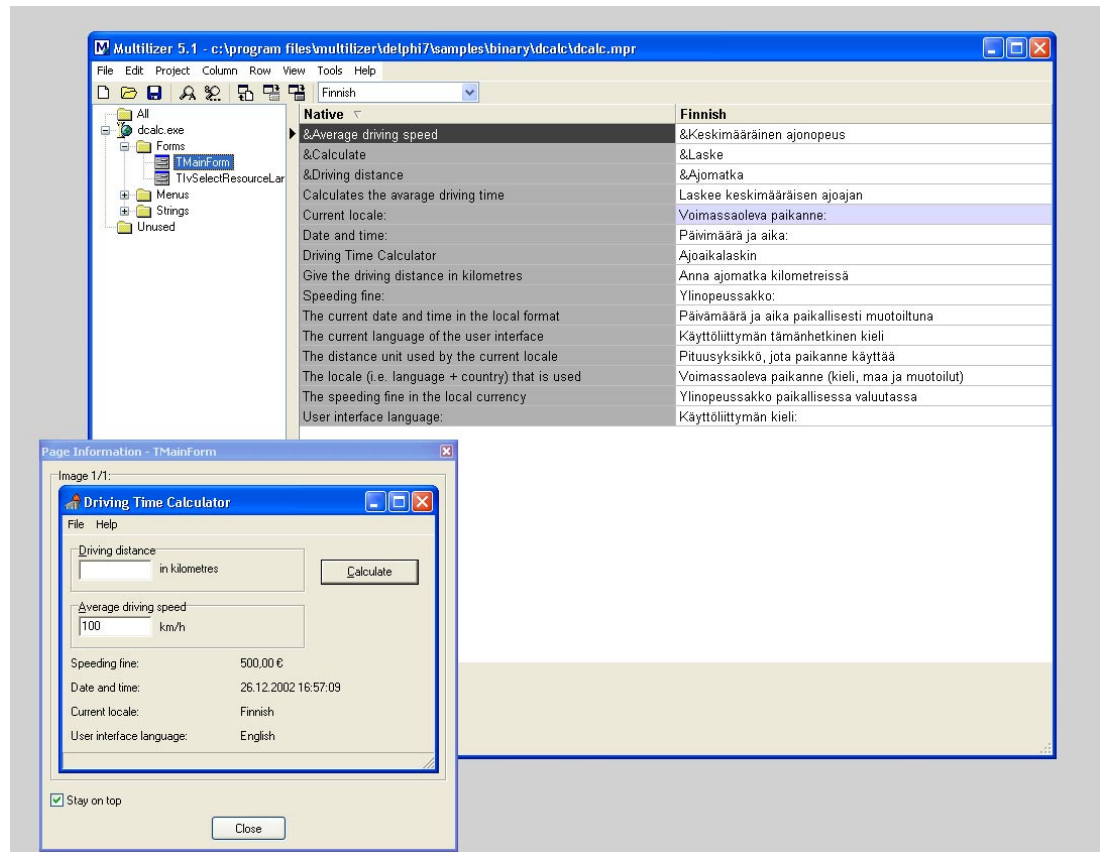 Multilizer 5.1 - c:\program files\multilizer\delphi7\samples\binary\dcalc\dcalc.mpr
File Edit Project Column Row View Tools Help
Finnish
All
dcalc.exe
Forms
TMainForm
TIvSelectResourceLar
Menus
Strings
Unused
Native Finnish
&Average driving speed &Keskimääräinen ajonopeus
&Calculate &Laske
&Driving distance &Ajomatka
Calculates the avarage driving time Laskee keskimääräisen ajoajan
Current locale: Voimassaoleva paikanne:
Date and time: Päivimäärä ja aika:
Driving Time Calculator Ajoaikalaskin
Give the driving distance in kilometres Anna ajomatka kilometreissä
Speeding fine: Ylinopeussakko:
The current date and time in the local format Päivämäärä ja aika paikallisesti muotoiltuna
The current language of the user interface Käyttöliittymän tämänhetkinen kieli
The distance unit used by the current locale Pituusyksikkö, jota paikanne käyttää
The locale (i.e. language + country) that is used Voimassaoleva paikanne (kieli, maa ja muotoilut)
The speeding fine in the local currency Ylinopeussakko paikallisessa valuutassa
User interface language: Käyttöliittymän kieli:
Page Information - TMainForm
Image 1/1:
Driving Time Calculator
File Help
Driving distance
in kilometres
Calculate
Average driving speed
100 km/h
Speeding fine: 500,00 €
Date and time: 26.12.2002 16:57:09
Current locale: Finnish
User interface language: English
Stay on top
Close